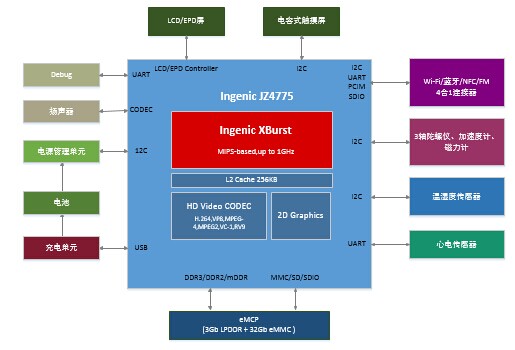 LCD/EPD屏
电容式触摸屏
LCD/EPD Controller
I2C
Debug
UART
扬声器
CODEC
电源管理单元
12C
电池
充电单元
USB
Ingenic JZ4775
Ingenic XBurst
MIPS-based,up to 1GHz
L2 Cache 256KB
HD Video CODEC
H.264,VP8,MPEG-
4,MPEG2,VC-1,RV9
2D Graphics
I2C
UART
PCIM
SDIO
Wi-Fi/蓝牙/NFC/FM
4合1连接器
I2C
3轴陀螺仪、加速度计、
磁力计
I2C
温湿度传感器
UART
心电传感器
DDR3/DDR2/mDDR
MMC/SD/SDIO
eMCP
(3Gb LPDDR + 32Gb eMMC )